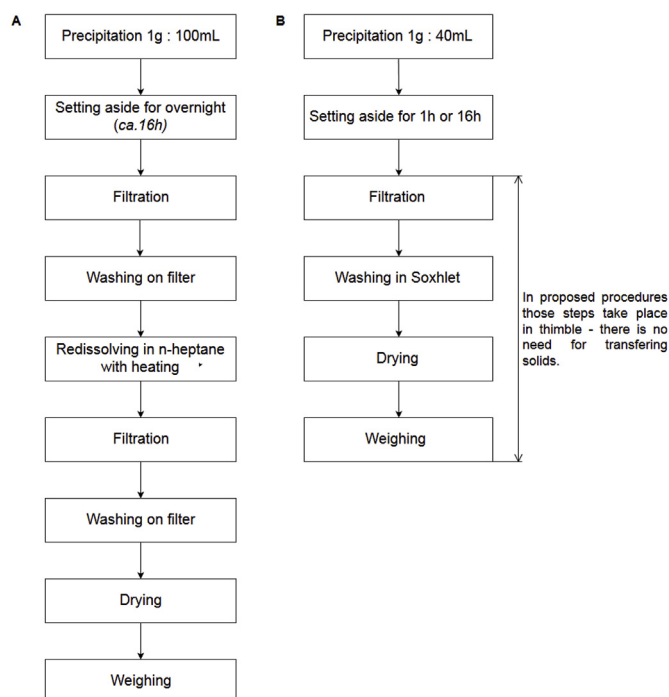 A
Precipitation 1g : 100mL
Setting aside for overnight
(ca.16h)
Filtration
Washing on filter
Redissolving in n-heptane
with heating
Filtration
Washing on filter
Drying
Weighing
B
Precipitation 1g : 40mL
Setting aside for 1h or 16h
Filtration
Washing in Soxhlet
Drying
Weighing
In proposed procedures
those steps take place
in thimble - there is no
need for transfering
solids.